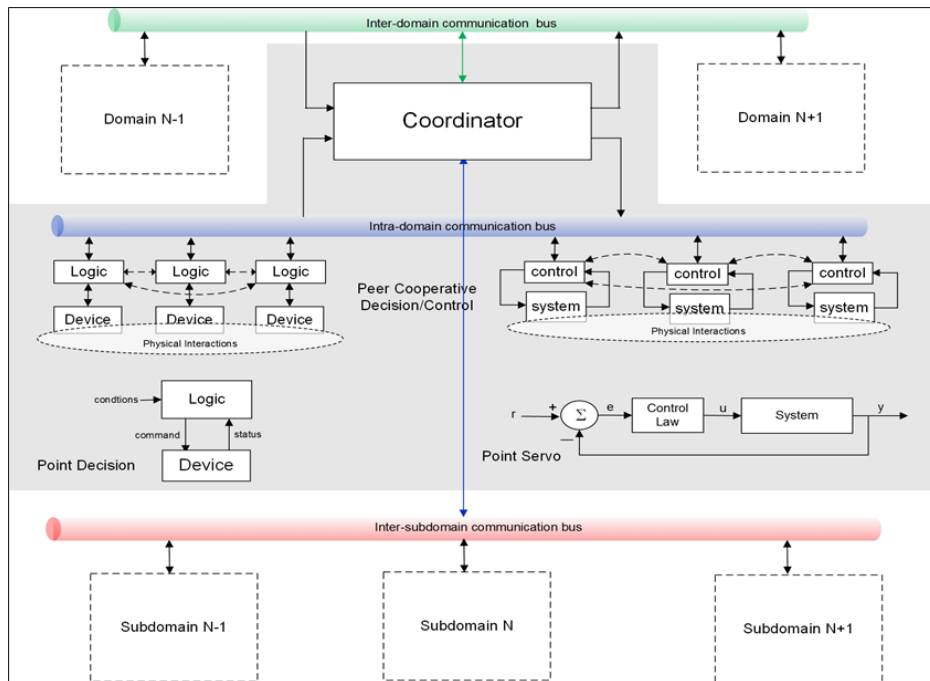 Inter-domain communication bus
Domain N-1
Coordinator
Domain N+1
Intra-domain communication bus
Logic
Logic
Logic
control
control
control
Peer Cooperative
Decision/Control
Device
Device
Device
system
system
system
Physical Interactions
Physical Interactions
condtions
Logic
command
status
Device
Point Decision
r
+
Σ
—
e
Control
Law
u
System
y
Point Servo
Inter-subdomain communication bus
Subdomain N-1
Subdomain N
Subdomain N+1